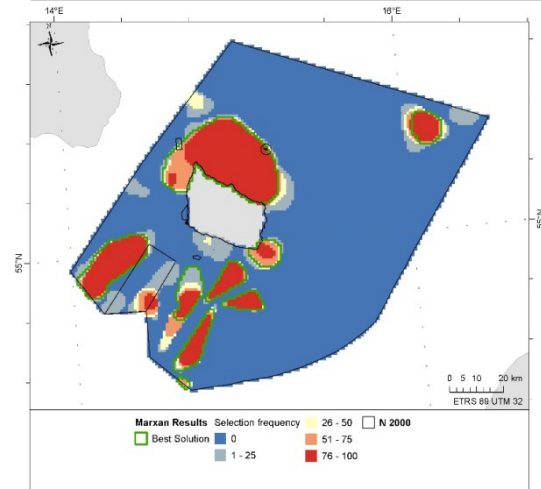 14°E
16°E
N
55°N
55°N
0 5 10 20 km
ETRS 89 UTM 32
Marxan Results Selection frequency 26 - 50 N 2000
Best Solution 0 51 - 75
1 - 25 76 - 100